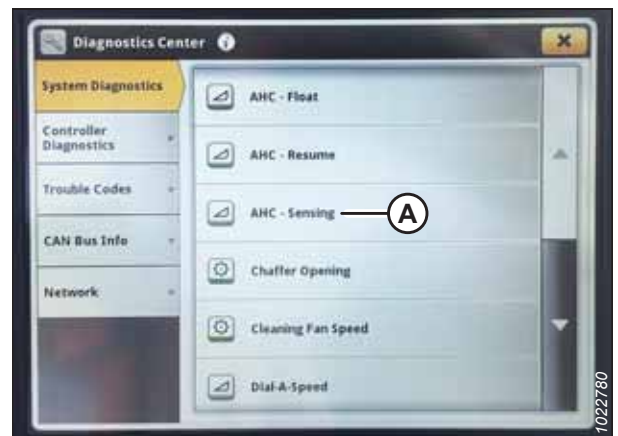 Diagnostics Center
System Diagnostics
Controller
Diagnostics
Trouble Codes
CAN Bus Info
Network
AHC - Float
AHC - Resume
AHC - Sensing
A
Chaffer Opening
Cleaning Fan Speed
Dial-A-Speed
1022780